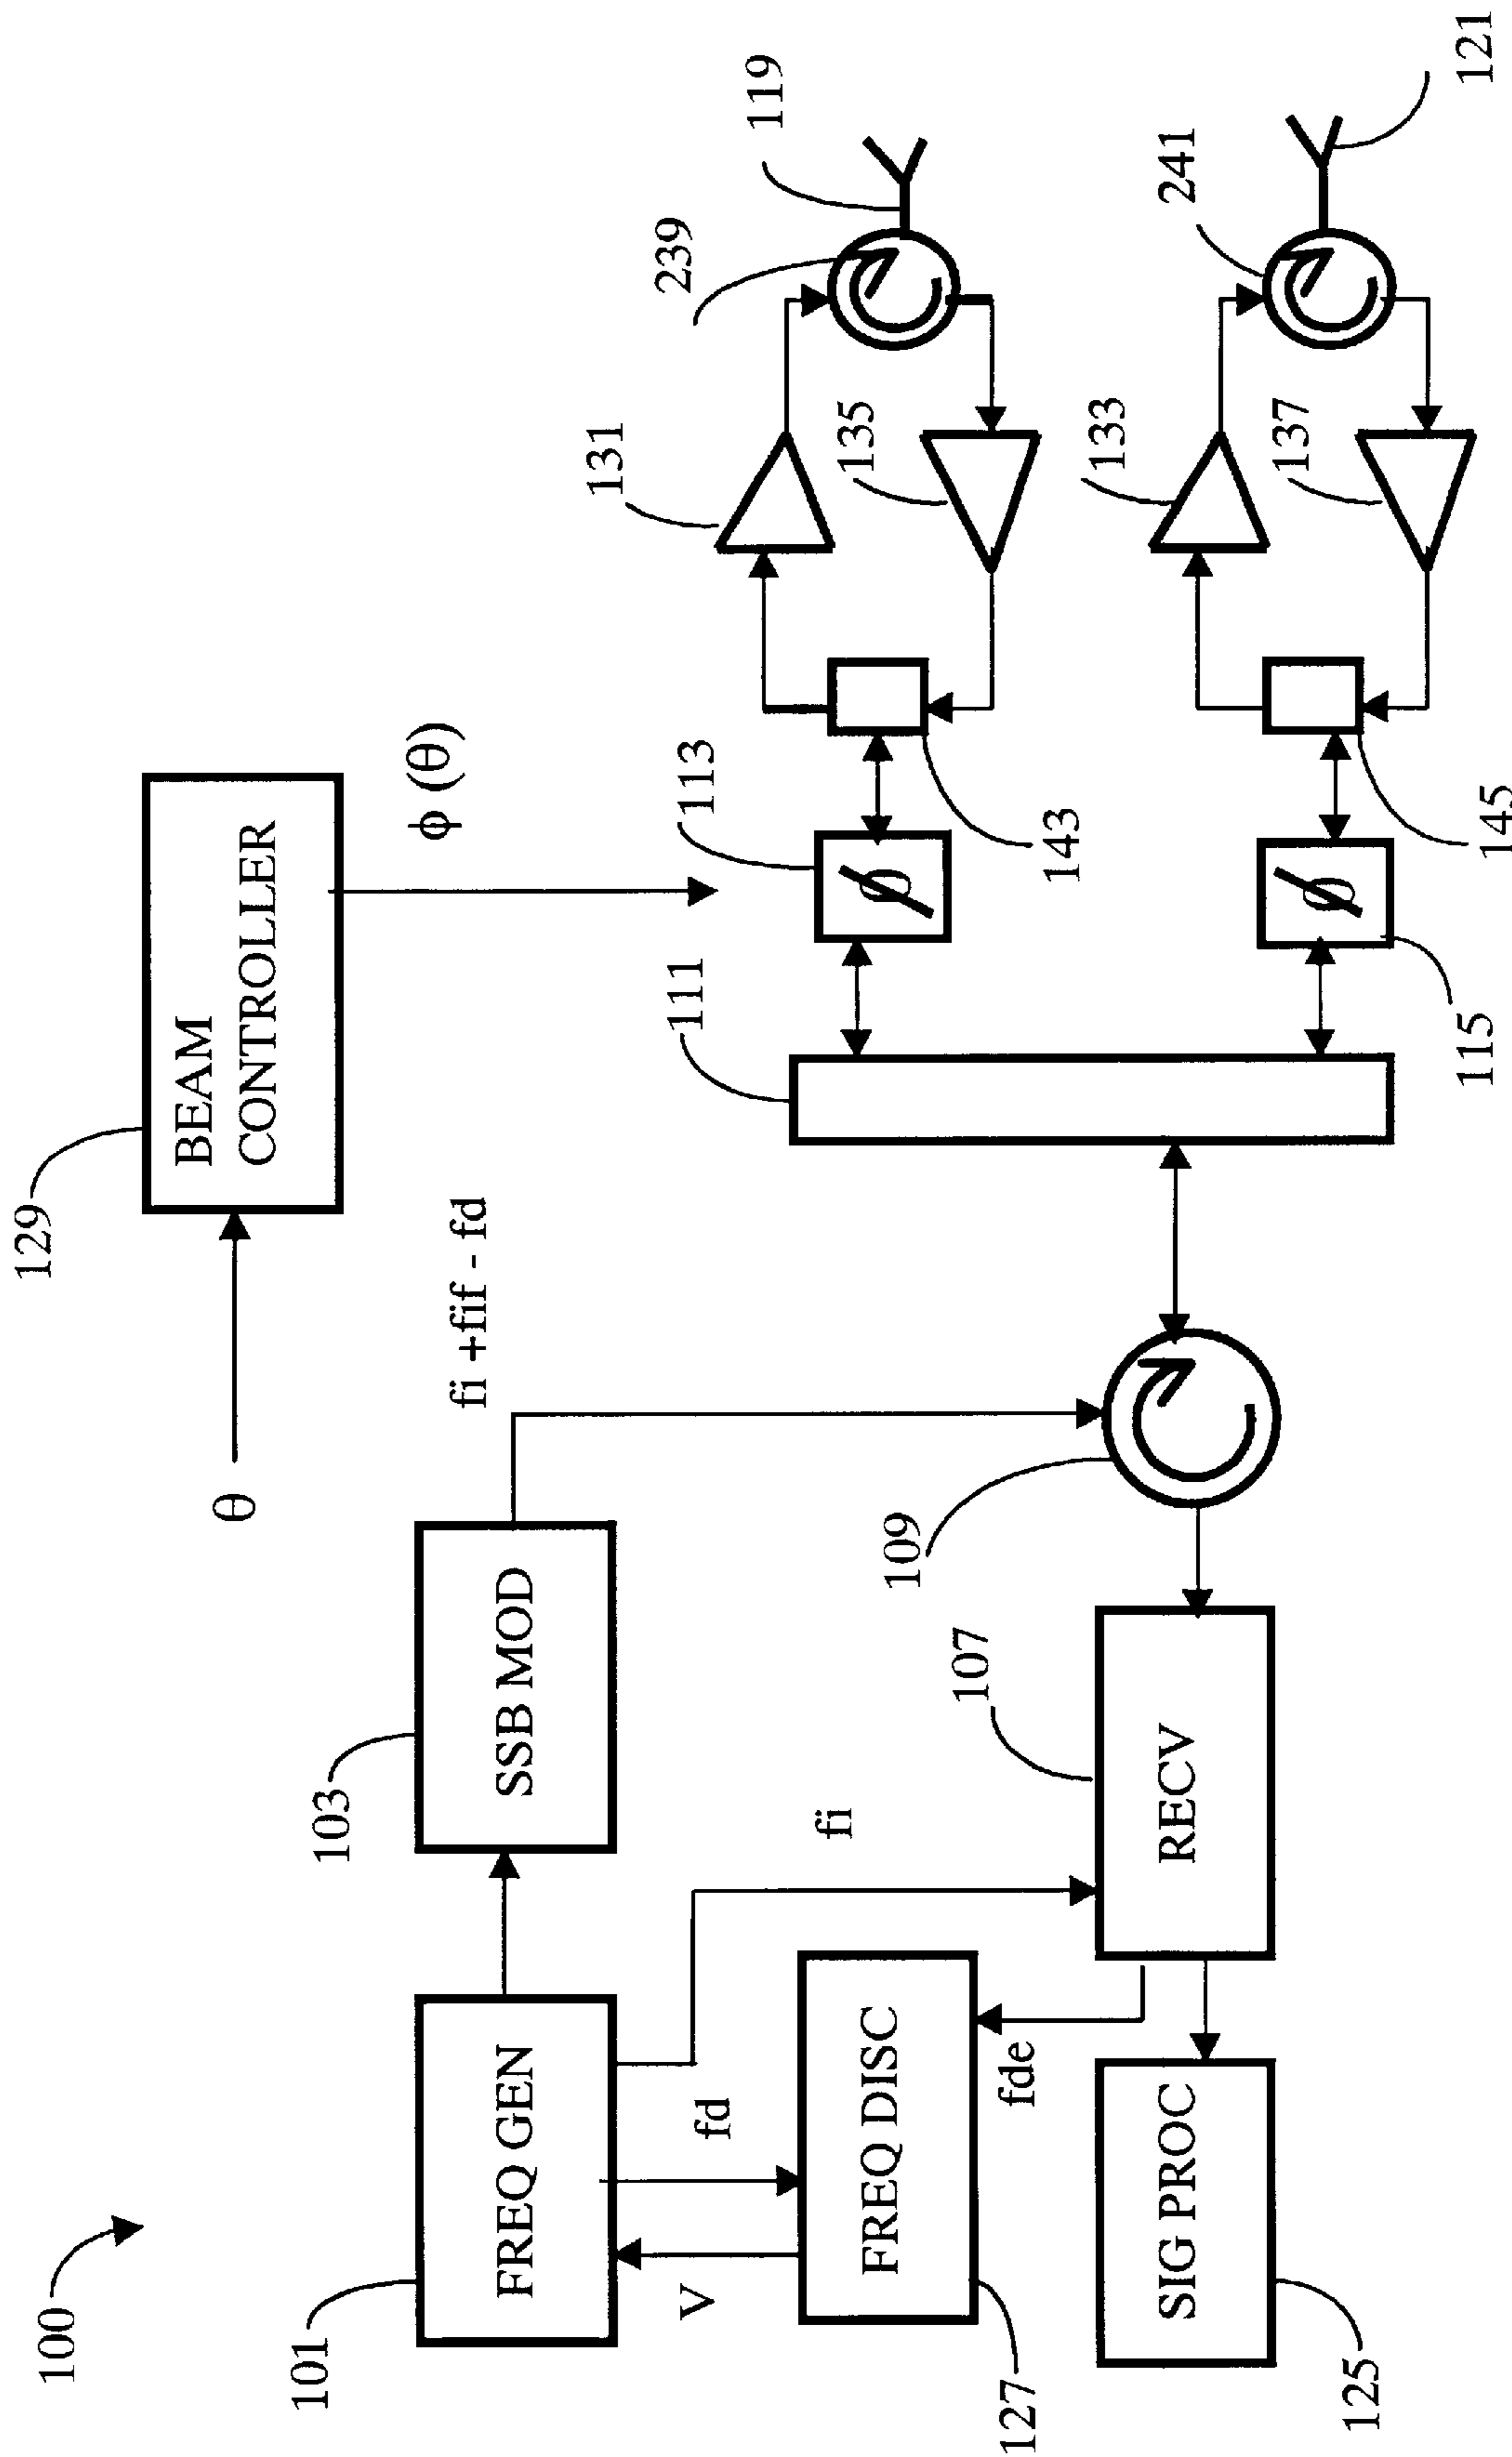 100
101
FREQ GEN
103
SSB MOD
fi +fif - fd
θ
129
BEAM
CONTROLLER
ϕ (θ)
V
fd
fi
127
FREQ DISC
fde
125
SIG PROC
107
RECV
109
111
113
Ø
143
131
135
239
119
115
Ø
145
133
137
241
121